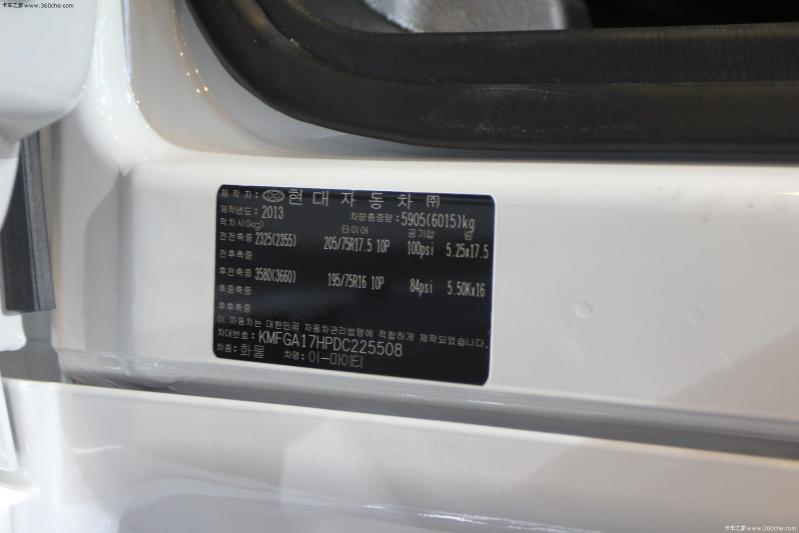 卡车之家 www.360che.com
제 작 자 : 현 대 자 동 차 ㈜
제작년도 : 2013 차량총중량 : 5905(6015)kg
적차시(kg) 타이어 공기압 림
전전축중 2325(2355) 205/75R17.5 10P 100psi 5.25x17.5
전후축중
후전축중 3580(3660) 195/75R16 10P 84psi 5.50Kx16
후중축중
후후축중
이 자동차는 대한민국 자동차관리법령에 적합하게 제작되었습니다.
차대번호 : KMFGA17HPDC225508
차종 : 화물 차명 : 이-마이티
卡车之家 www.360che.com